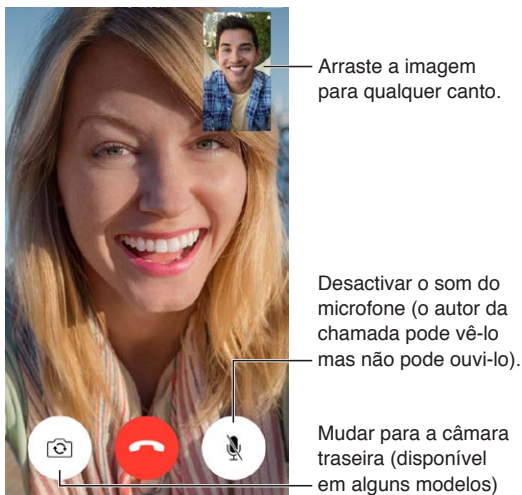 Arraste a imagem
para qualquer canto.
Desactivar o som do
microfone (o autor da
chamada pode vê-lo
mas não pode ouvi-lo).
Mudar para a câmara
traseira (disponível
em alguns modelos)